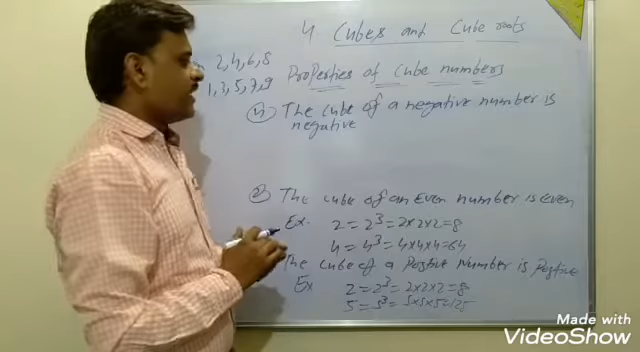 4 Cubes and Cube roots
2,4,6,8
1,3,5,7,9 Properties of Cube numbers
4) The cube of a negative number is
negative
2) The cube of an Even number is even
Ex. 2 = 2³ = 2×2×2=8
4 = 4³ = 4×4×4=64
The cube of a Positive Number is Positive
Ex 2 = 2³ = 2×2×2=8
5 = 5³ = 5×5×5=125
Made with
VideoShow